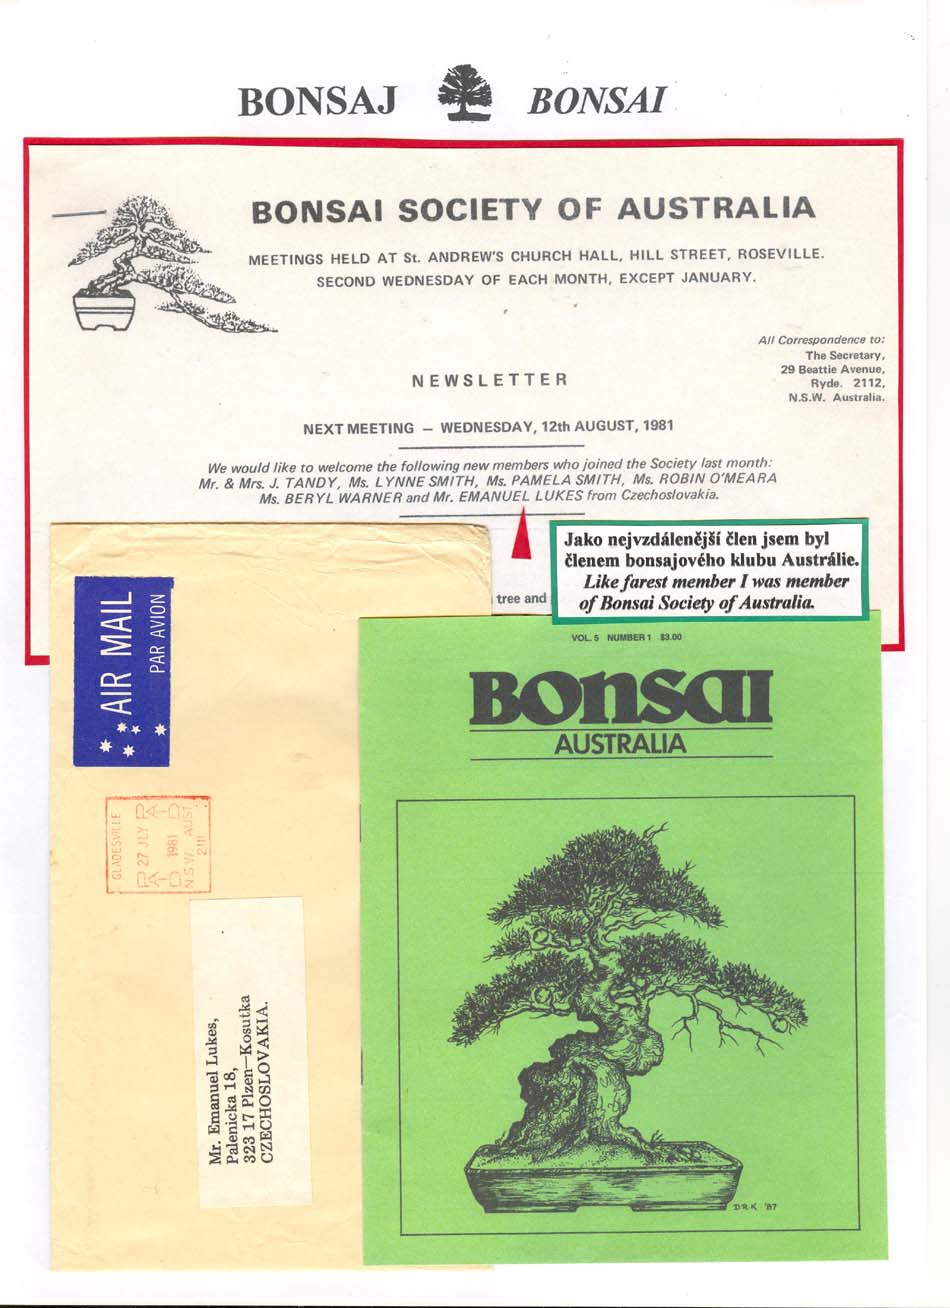 BONSAJ BONSAI
BONSAI SOCIETY OF AUSTRALIA
MEETINGS HELD AT St. ANDREW'S CHURCH HALL, HILL STREET, ROSEVILLE.
SECOND WEDNESDAY OF EACH MONTH, EXCEPT JANUARY.
All Correspondence to:
The Secretary,
29 Beattie Avenue,
Ryde. 2112,
N.S.W. Australia.
NEWSLETTER
NEXT MEETING — WEDNESDAY, 12th AUGUST, 1981
We would like to welcome the following new members who joined the Society last month:
Mr. & Mrs. J. TANDY, Ms. LYNNE SMITH, Ms. PAMELA SMITH, Ms. ROBIN O'MEARA
Ms. BERYL WARNER and Mr. EMANUEL LUKES from Czechoslovakia.
Jako nejvzdálenější člen jsem byl
členem bonsajového klubu Austrálie.
Like farest member I was member
of Bonsai Society of Australia.
tree and
AIR MAIL
PAR AVION
GLADESVILLE
PAID
27 JLY 1981
PAID
N.S.W AUST
2111
Mr. Emanuel Lukes,
Palenicka 18,
323 17 Plzen—Kosutka
CZECHOSLOVAKIA.
VOL. 5 NUMBER 1 $3.00
BONSAI
AUSTRALIA
DRK '87